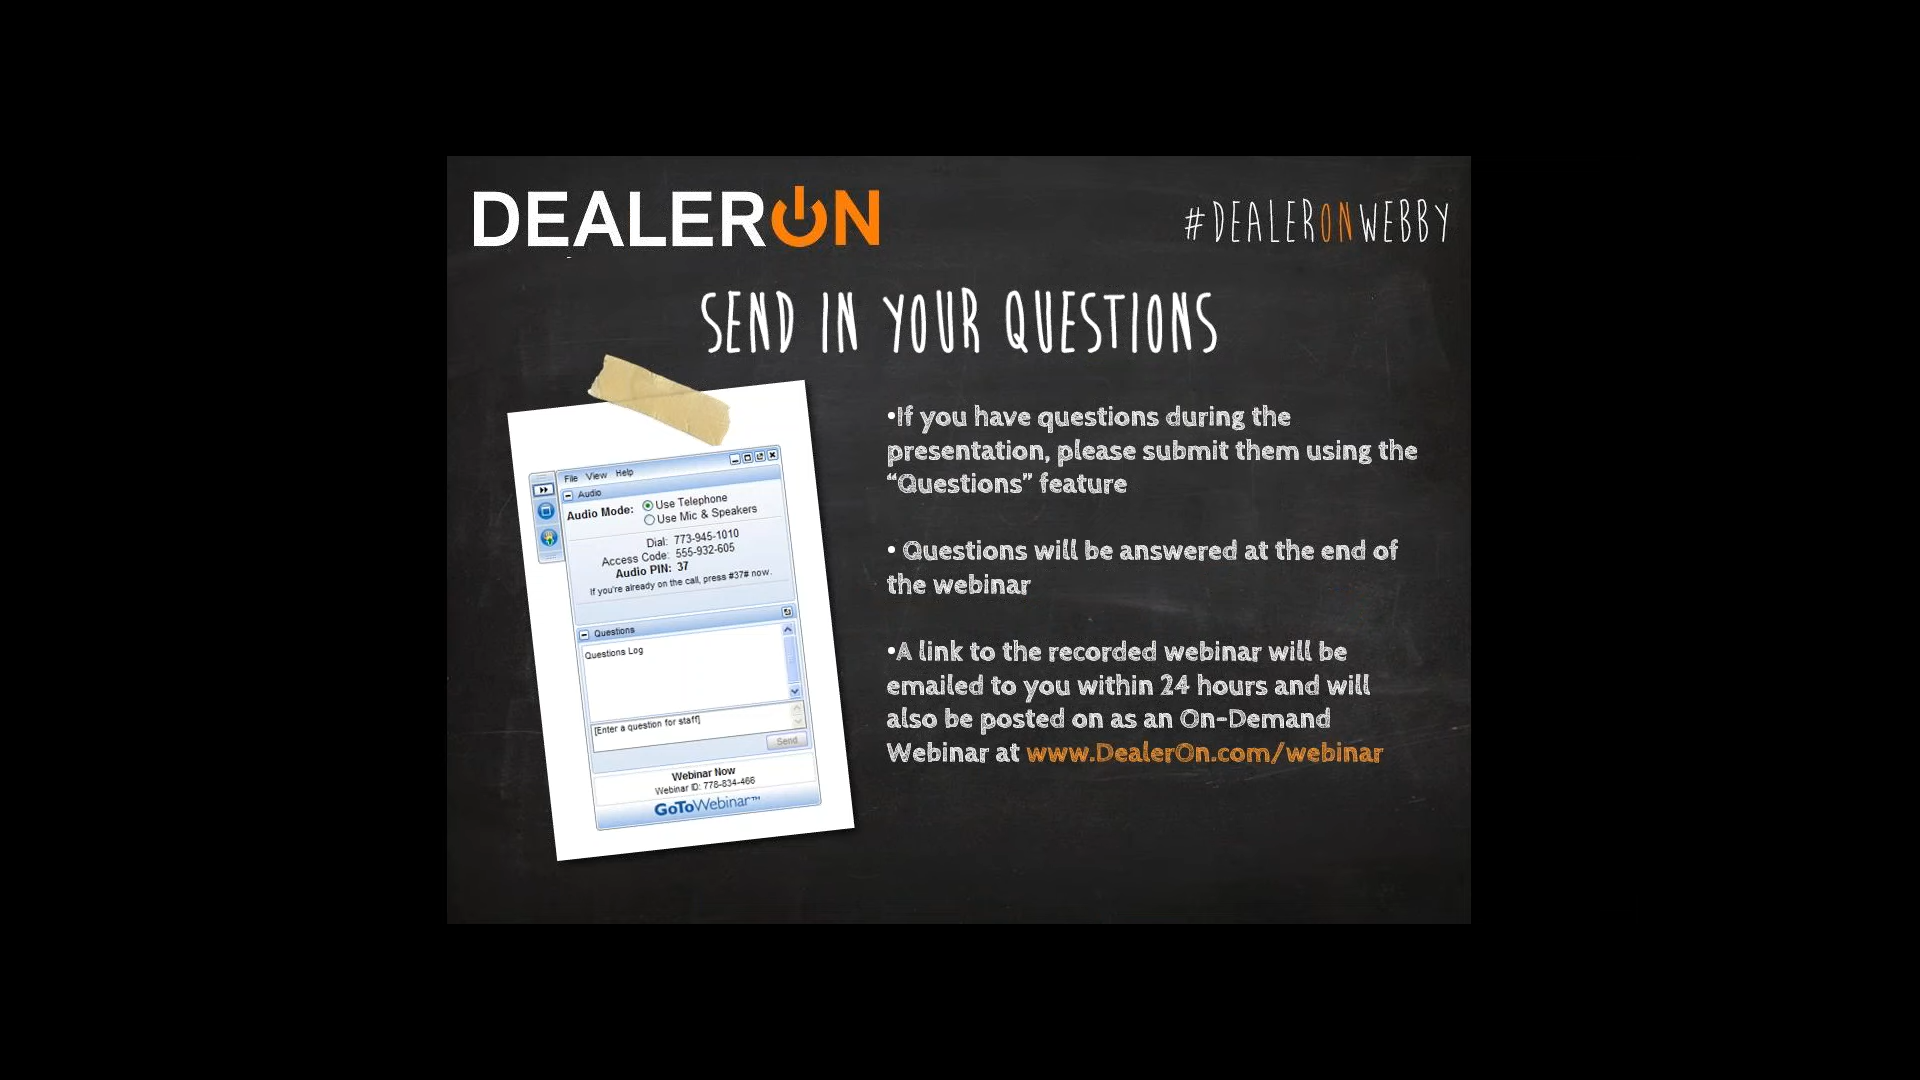 DEALERON
#DEALERONWEBBY
SEND IN YOUR QUESTIONS
File View Help
Audio
Audio Mode: Use Telephone
Use Mic & Speakers
Dial: 773-945-1010
Access Code: 555-932-605
Audio PIN: 37
If you're already on the call, press #37# now.
Questions
Questions Log
[Enter a question for staff]
Send
Webinar Now
Webinar ID: 778-834-466
GoToWebinar™
•If you have questions during the
presentation, please submit them using the
“Questions” feature
• Questions will be answered at the end of
the webinar
•A link to the recorded webinar will be
emailed to you within 24 hours and will
also be posted on as an On-Demand
Webinar at www.DealerOn.com/webinar